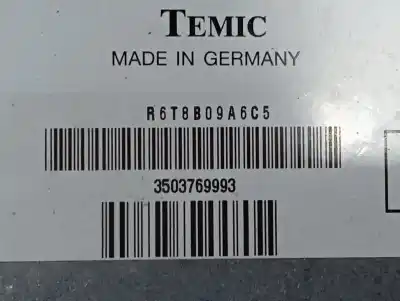 TEMIC
MADE IN GERMANY
R6T8B09A6C5
3503769993